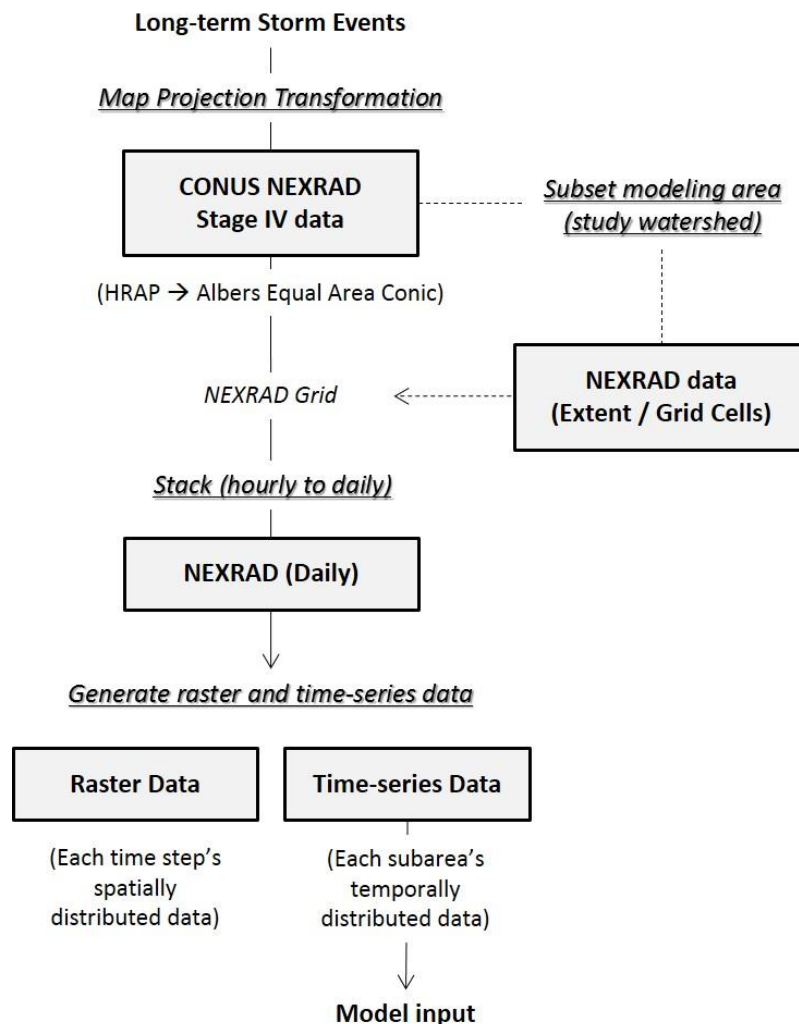 Long-term Storm Events
Map Projection Transformation
CONUS NEXRAD
Stage IV data
Subset modeling area
(study watershed)
(HRAP → Albers Equal Area Conic)
NEXRAD Grid
NEXRAD data
(Extent / Grid Cells)
Stack (hourly to daily)
NEXRAD (Daily)
Generate raster and time-series data
Raster Data
Time-series Data
(Each time step's
spatially
distributed data)
(Each subarea's
temporally
distributed data)
Model input